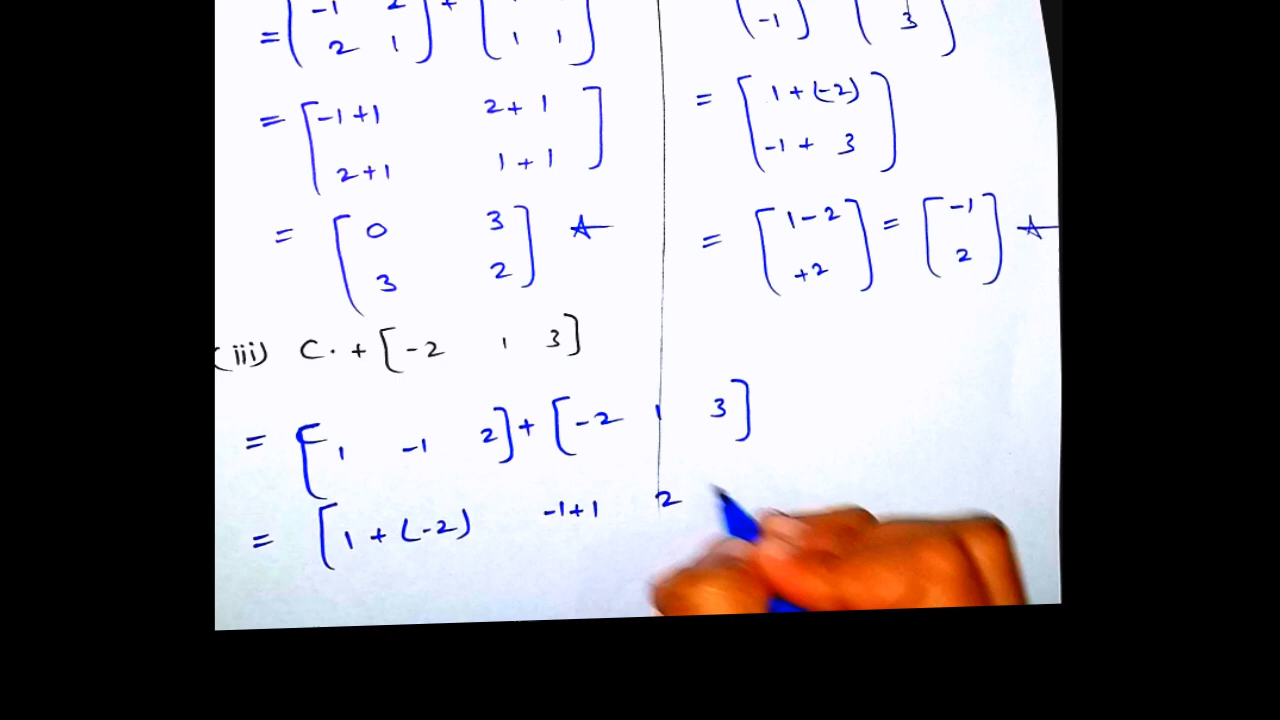 = [ -1 2
2 1 ] + [
1 1 ]
= [ -1+1 2+1
2+1 1+1 ]
= [ 0 3
3 2 ]
(iii) C. + [-2 1 3]
= [ 1 -1 2 ] + [ -2 1 3 ]
= [ 1+(-2) -1+1 2
-1 ] [ 3 ]
= [ 1+(-2)
-1+ 3 ]
= [ 1-2
+2 ] = [ -1
2 ]